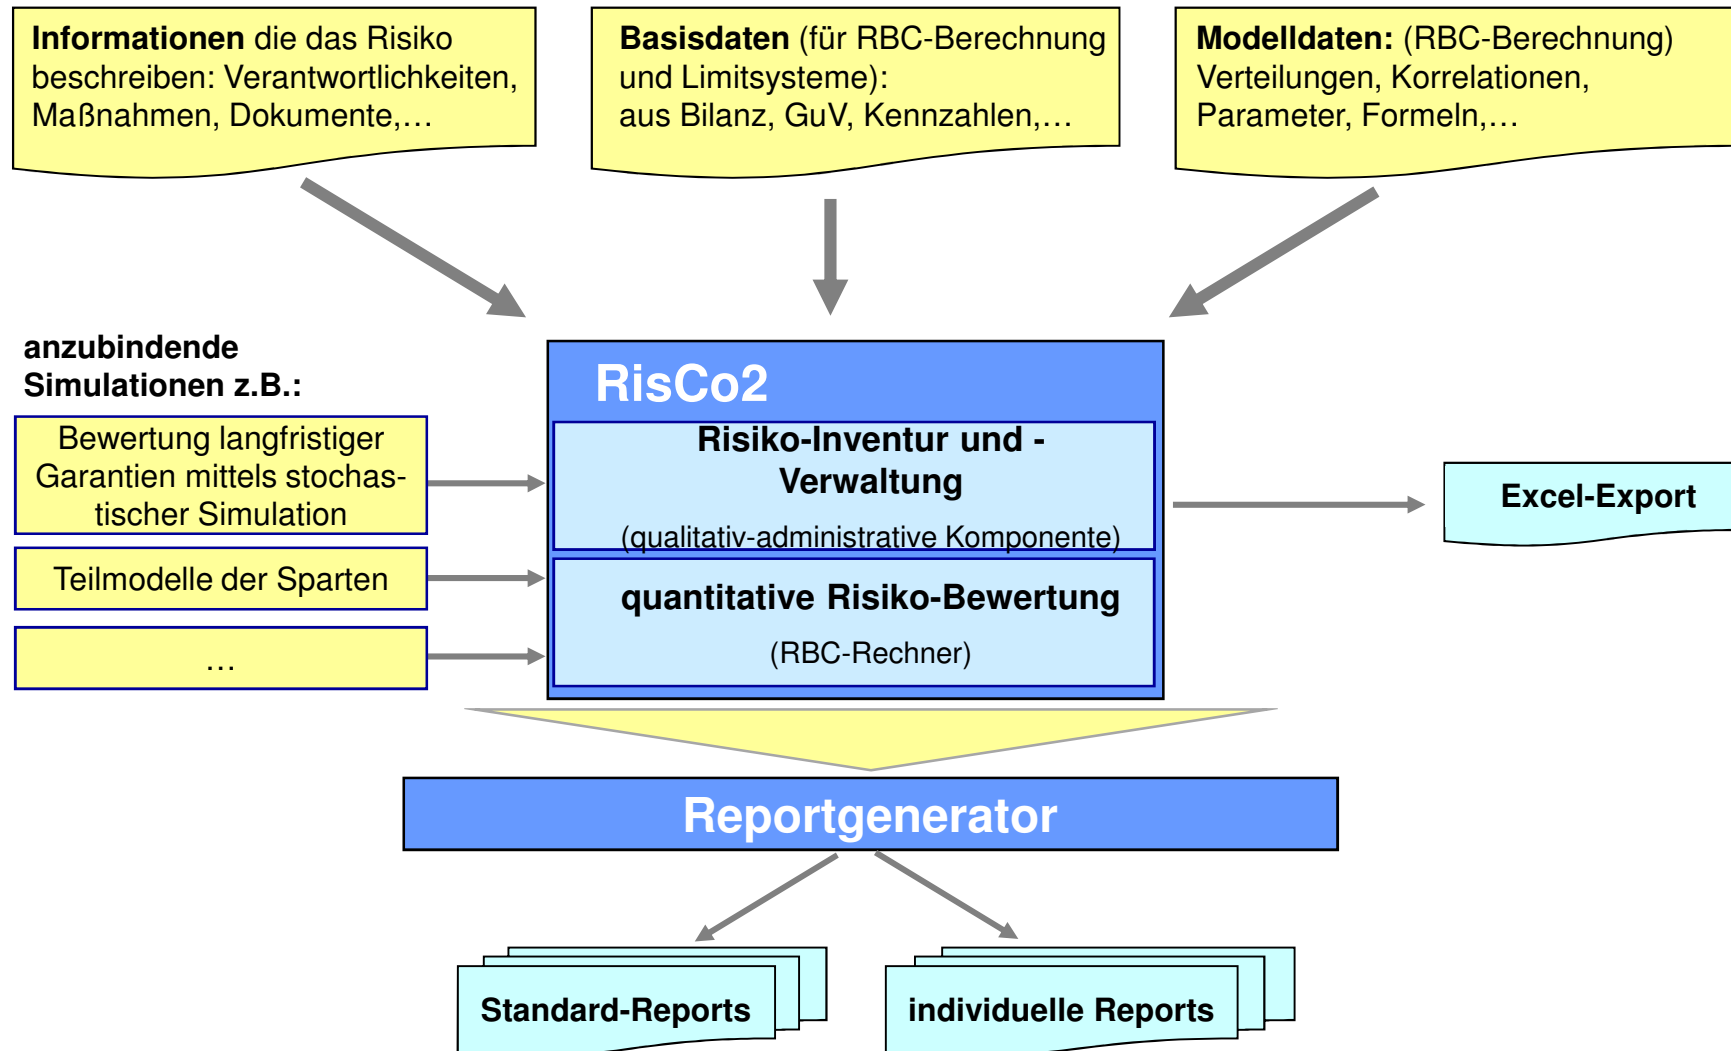 Informationen die das Risiko
beschreiben: Verantwortlichkeiten,
Maßnahmen, Dokumente,…
Basisdaten (für RBC-Berechnung
und Limitsysteme):
aus Bilanz, GuV, Kennzahlen,…
Modelldaten: (RBC-Berechnung)
Verteilungen, Korrelationen,
Parameter, Formeln,…
anzubindende
Simulationen z.B.:
Bewertung langfristiger
Garantien mittels stochas-
tischer Simulation
Teilmodelle der Sparten
…
RisCo2
Risiko-Inventur und -
Verwaltung
(qualitativ-administrative Komponente)
quantitative Risiko-Bewertung
(RBC-Rechner)
Excel-Export
Reportgenerator
Standard-Reports
individuelle Reports